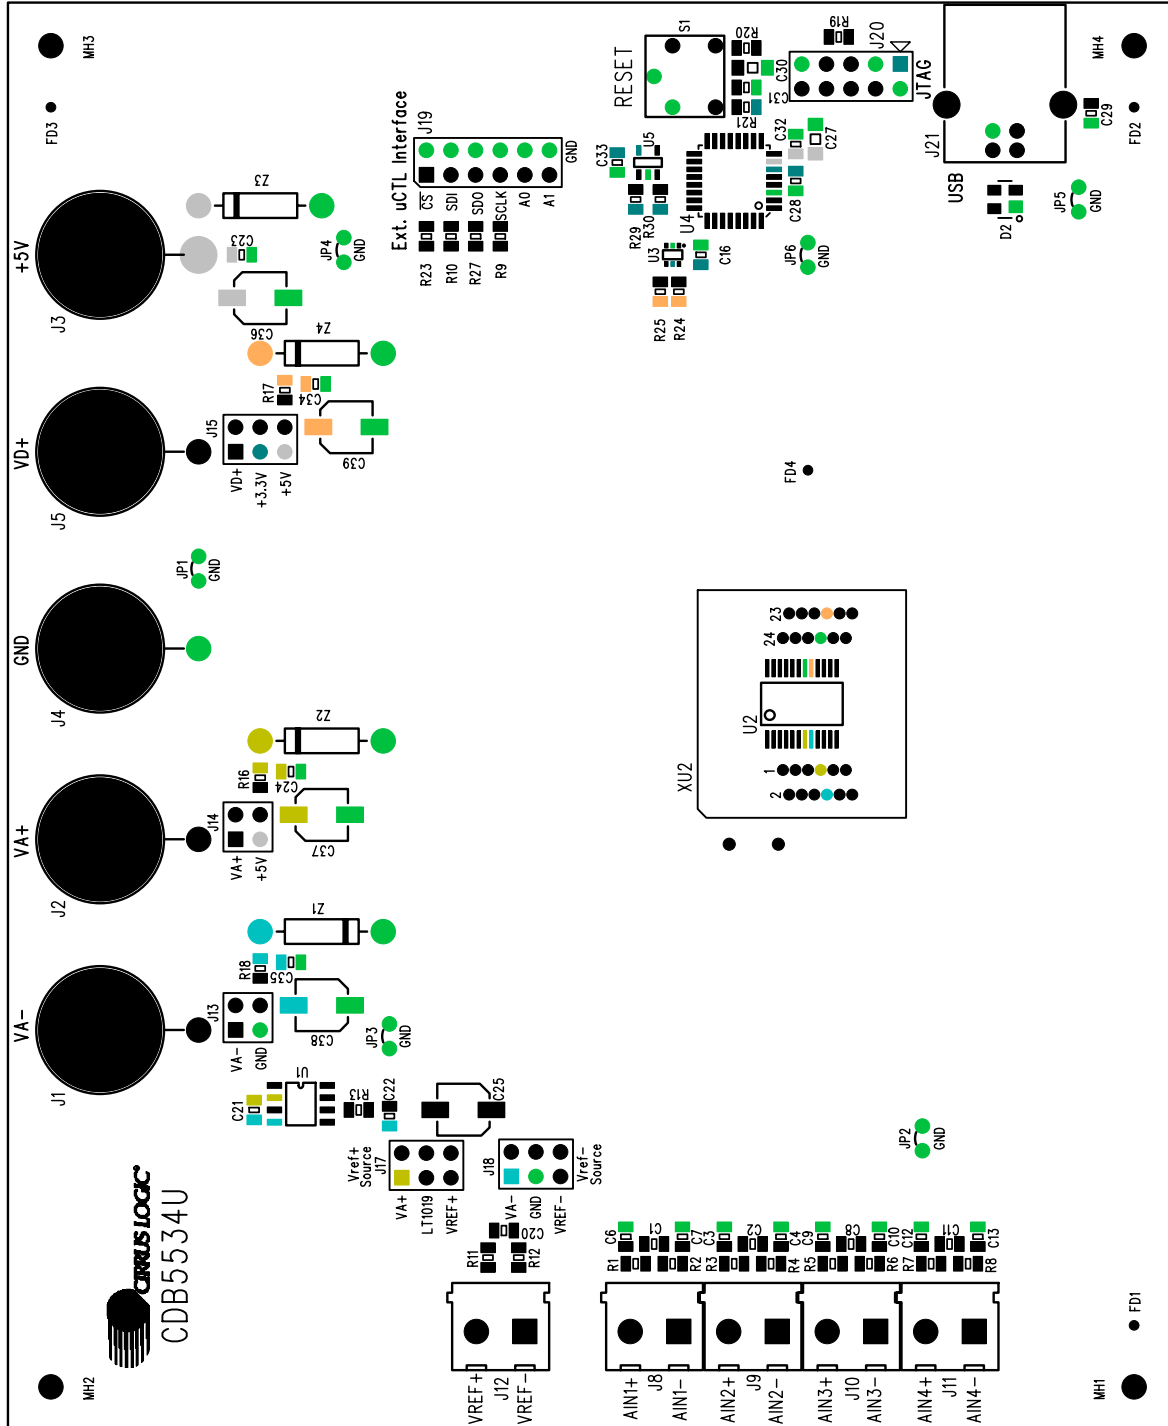 MH3
FD3
+5V
J3
Z3
C23
C36
JP4
GND
Z4
R17
C34
C39
VD+
J5
J15
VD+
+3.3V
+5V
JP1
GND
GND
J4
Z2
R16
C24
C37
VA+
J2
J14
VA+
+5V
Z1
R18
C35
C38
VA-
J1
J13
VA-
GND
JP3
GND
C21
U1
R13
C22
C25
Vref+
Source
J17
VA+
LT1019
VREF+
J18
VA-
GND
VREF-
Vref-
Source
C20
R11
R12
CIRRUS LOGIC®
CDB5534U
MH2
VREF+
J12
VREF-
Ext. uCTL Interface
J19
GND
CS
SDI
SDO
SCLK
A0
A1
R23
R10
R27
R9
RESET
S1
R20
C30
C31
R21
R19
J20
JTAG
MH4
FD2
C29
J21
USB
D2
JP5
GND
C33
U5
R29
R30
U4
C32
C27
C28
U3
C16
R25
R24
JP6
GND
FD4
XU2
U2
23
24
1
2
JP2
GND
C6
C1
C7
C3
C2
C4
C9
C8
C10
C12
C11
C13
R1
R2
R3
R4
R5
R6
R7
R8
AIN1+
J8
AIN1-
AIN2+
J9
AIN2-
AIN3+
J10
AIN3-
AIN4+
J11
AIN4-
FD1
MH1